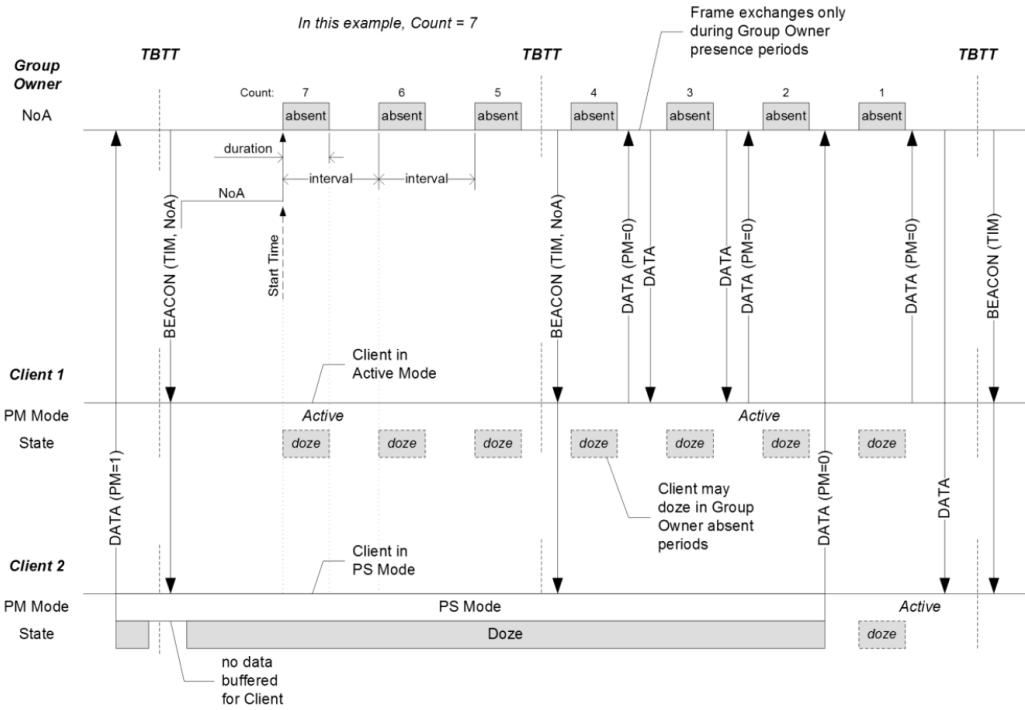 In this example, Count = 7
Frame exchanges only
during Group Owner
presence periods
TBTT
TBTT
TBTT
Group
Owner
NoA
Count:
7
6
5
4
3
2
1
absent
absent
absent
absent
absent
absent
absent
duration
interval
interval
NoA
Start Time
BEACON (TIM, NoA)
BEACON (TIM, NoA)
DATA (PM=0)
DATA
DATA
DATA (PM=0)
DATA (PM=0)
BEACON (TIM)
Client in
Active Mode
Client 1
PM Mode
Active
Active
State
doze
doze
doze
doze
doze
doze
doze
DATA (PM=1)
DATA (PM=0)
DATA
Client may
doze in Group
Owner absent
periods
Client in
PS Mode
Client 2
PM Mode
PS Mode
Active
State
Doze
doze
no data
buffered
for Client